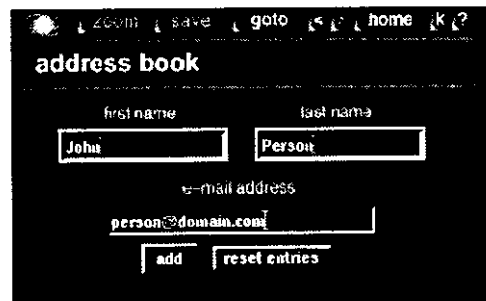 zoom save goto < > home k ?
address book
first name last name
John Person
e-mail address
person@domain.com
add reset entries